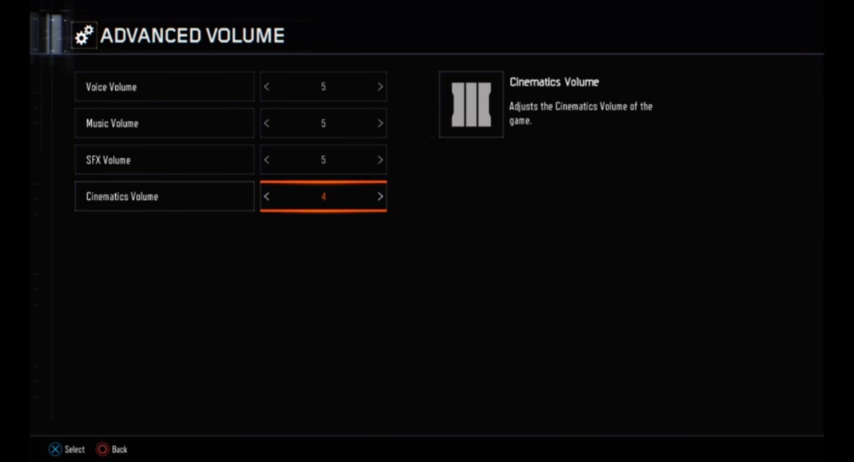 ADVANCED VOLUME
Voice Volume < 5 >
Music Volume < 5 >
SFX Volume < 5 >
Cinematics Volume < 4 >
Cinematics Volume
Adjusts the Cinematics Volume of the
game.
Select Back